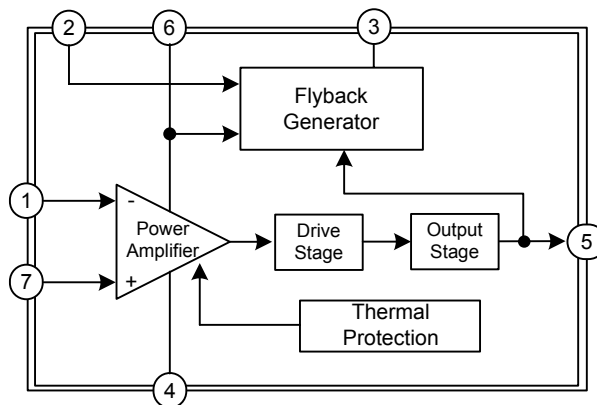 2
6
3
Flyback
Generator
1
-
Power
Amplifier
Drive
Stage
Output
Stage
5
7
+
Thermal
Protection
4